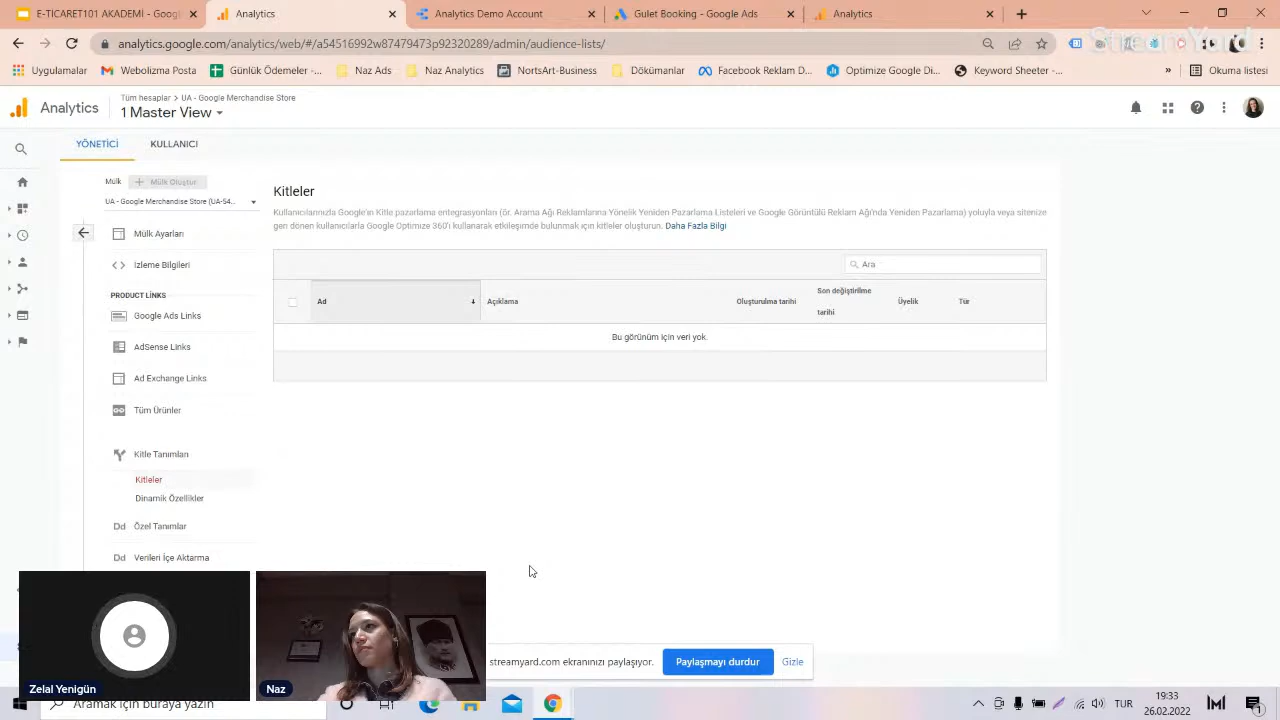 E-TICARET101 AKADEMİ - Googl
Analytics
Analytics Demo Account
Gulet Booking - Google Ads
Analytics
analytics.google.com/analytics/web/#/a54516992w87479473p92320289/admin/audience-lists/
StreamYard
Uygulamalar
Webolizma Posta
Günlük Ödemeler -...
Naz Ads
Naz Analytics
NortsArt-Business
Dökümanlar
Facebook Reklam D...
Optimize Google Di...
Keyword Sheeter -...
»
Okuma listesi
Analytics
Tüm hesaplar > UA - Google Merchandise Store
1 Master View
YÖNETİCİ
KULLANICI
Mülk
Mülk Oluştur
UA - Google Merchandise Store (UA-54...
Mülk Ayarları
İzleme Bilgileri
PRODUCT LİNKS
Google Ads Links
AdSense Links
Ad Exchange Links
Tüm Ürünler
Kitle Tanımları
Kitleler
Dinamik Özellikler
Dd Özel Tanımlar
Dd Verileri İçe Aktarma
Kitleler
Kullanıcılarınızla Google'ın Kitle pazarlama entegrasyonları (ör. Arama Ağı Reklamlarına Yönelik Yeniden Pazarlama Listeleri ve Google Görüntülü Reklam Ağı'nda Yeniden Pazarlama) yoluyla veya sitenize
geri dönen kullanıcılarla Google Optimize 360'ı kullanarak etkileşimde bulunmak için kitleler oluşturun. Daha Fazla Bilgi
Ara
Ad
Açıklama
Oluşturulma tarihi
Son değiştirilme
tarihi
Üyelik
Tür
Bu görünüm için veri yok.
Zelal Yenigün
Naz
streamyard.com ekranınızı paylaşıyor.
Paylaşmayı durdur
Gizle
Aramak için buraya yazın
TUR
19:33
26.02.2022
1